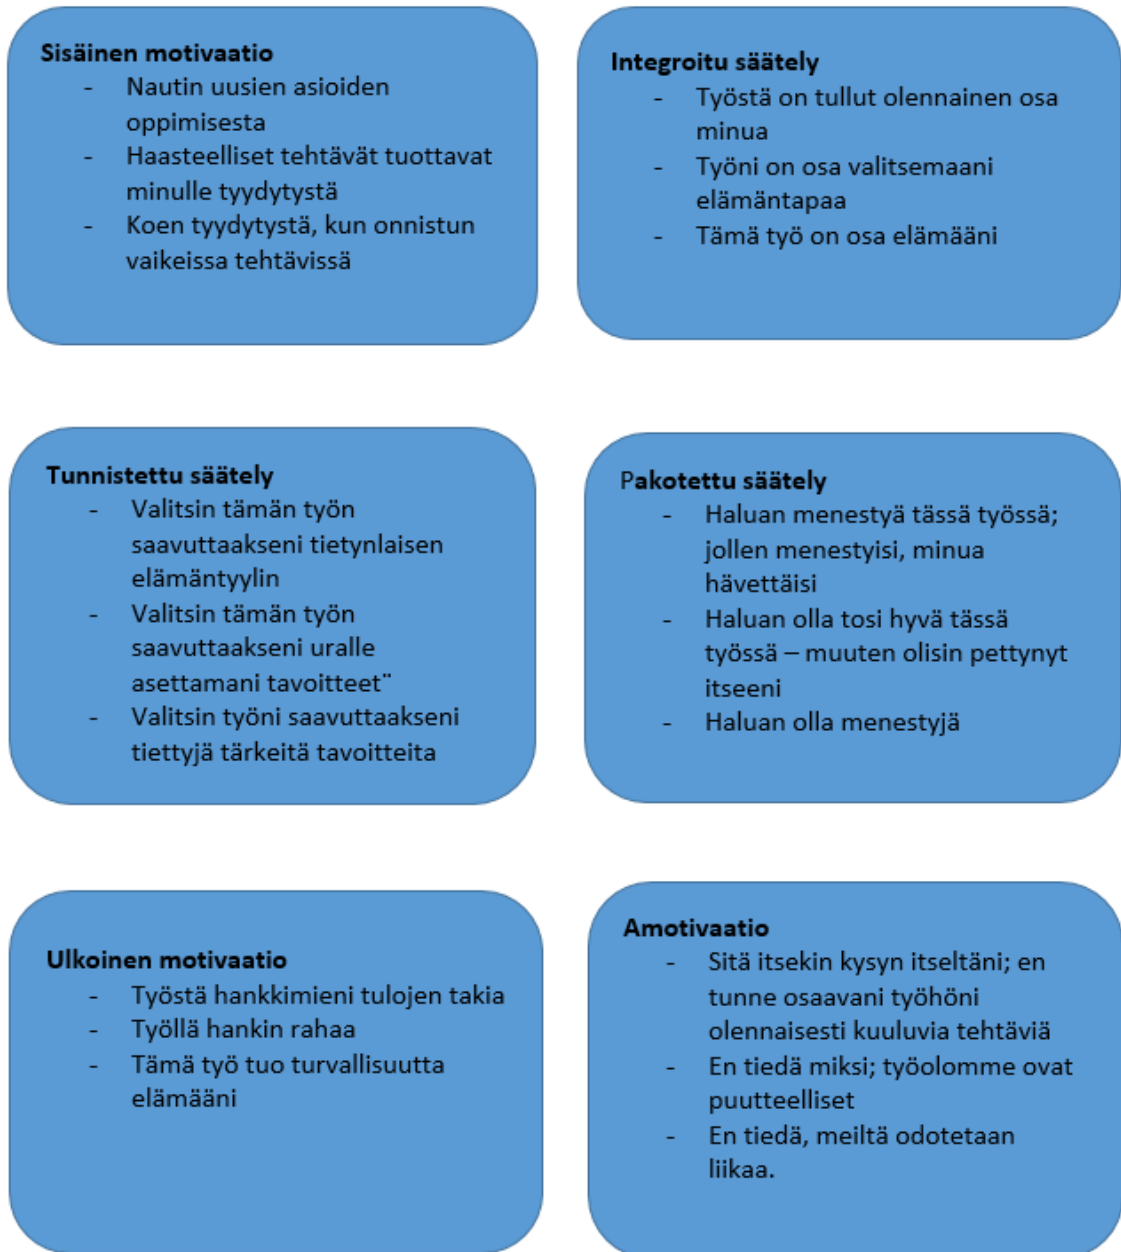 Sisäinen motivaatio
- Nautin uusien asioiden
oppimisesta
- Haasteelliset tehtävät tuottavat
minulle tyydytystä
- Koen tyydytystä, kun onnistun
vaikeissa tehtävissä
Integroitu säätely
- Työstä on tullut olennainen osa
minua
- Työni on osa valitsemaani
elämäntapaa
- Tämä työ on osa elämääni
Tunnistettu säätely
- Valitsin tämän työn
saavuttaakseni tietynlaisen
elämäntyylin
- Valitsin tämän työn
saavuttaakseni uralle
asettamani tavoitteet¨
- Valitsin työni saavuttaakseni
tiettyjä tärkeitä tavoitteita
Pakotettu säätely
- Haluan menestyä tässä työssä;
jollen menestyisi, minua
hävettäisi
- Haluan olla tosi hyvä tässä
työssä – muuten olisin pettynyt
itseeni
- Haluan olla menestyjä
Ulkoinen motivaatio
- Työstä hankkimieni tulojen takia
- Työllä hankin rahaa
- Tämä työ tuo turvallisuutta
elämääni
Amotivaatio
- Sitä itsekin kysyn itseltäni; en
tunne osaavani työhöni
olennaisesti kuuluvia tehtäviä
- En tiedä miksi; työolomme ovat
puutteelliset
- En tiedä, meiltä odotetaan
liikaa.